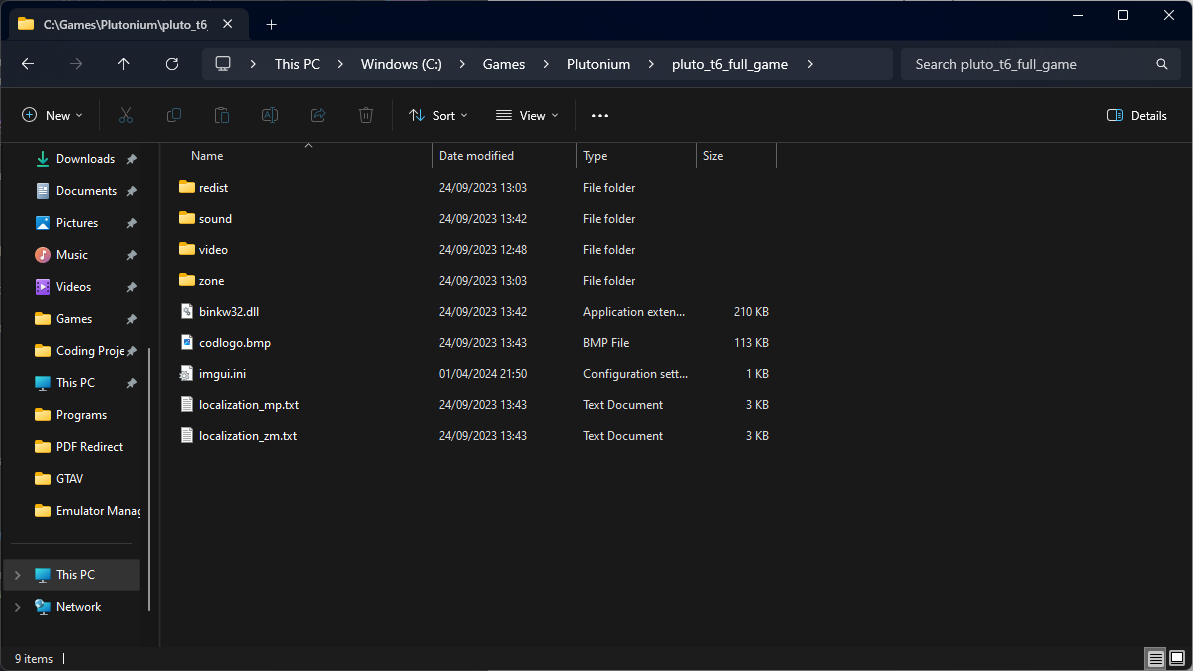 C:\Games\Plutonium\pluto_t6_
This PC > Windows (C:) > Games > Plutonium > pluto_t6_full_game >
Search pluto_t6_full_game
New
Sort
View
Details
Downloads
Documents
Pictures
Music
Videos
Games
Coding Proje
This PC
Programs
PDF Redirect
GTAV
Emulator Manag
This PC
Network
Name Date modified Type Size
redist 24/09/2023 13:03 File folder
sound 24/09/2023 13:42 File folder
video 24/09/2023 12:48 File folder
zone 24/09/2023 13:03 File folder
binkw32.dll 24/09/2023 13:42 Application exten... 210 KB
codlogo.bmp 24/09/2023 13:43 BMP File 113 KB
imgui.ini 01/04/2024 21:50 Configuration sett... 1 KB
localization_mp.txt 24/09/2023 13:43 Text Document 3 KB
localization_zm.txt 24/09/2023 13:43 Text Document 3 KB
9 items